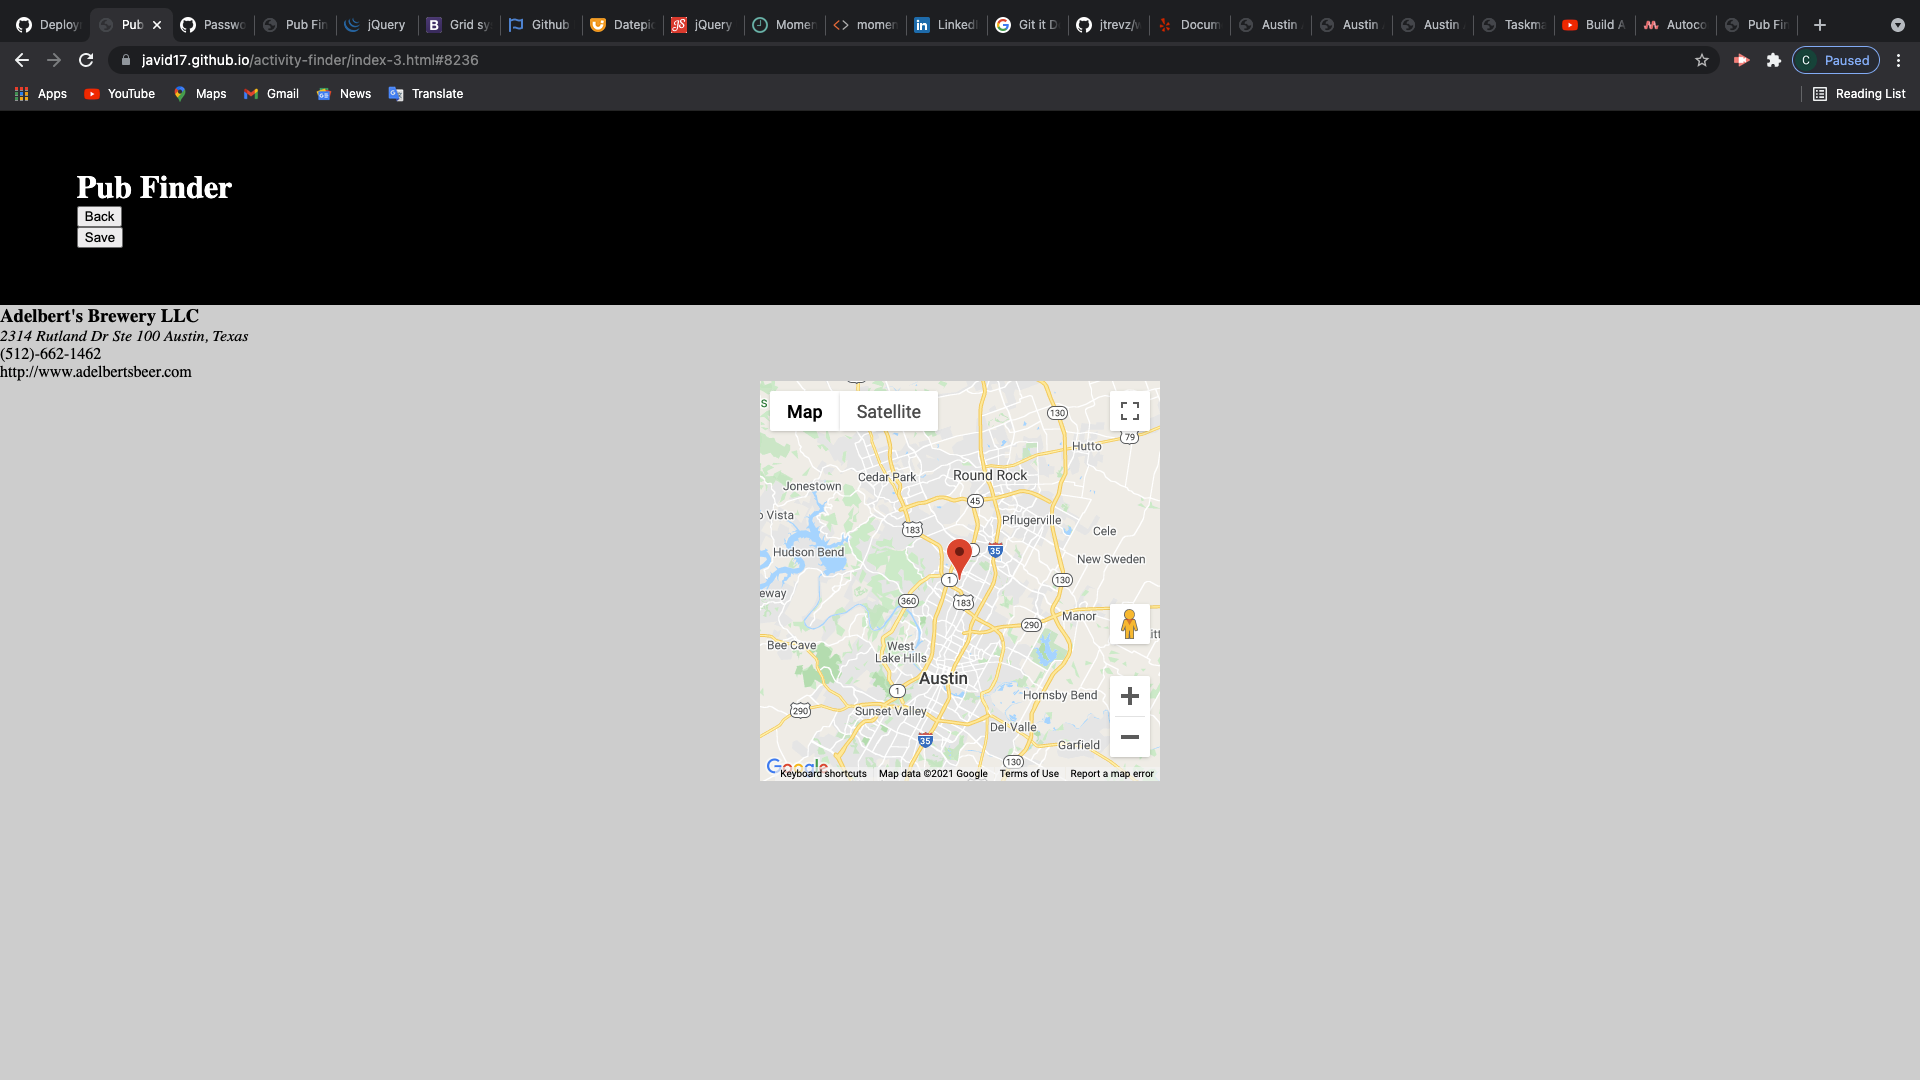 Deploy
Pub
Passwo
Pub Fin
jQuery
Grid sy
Github
Datepi
jQuery
Momen
momen
LinkedI
Git it D
jtrevz/v
Docum
Austin
Austin
Austin
Taskma
Build A
Autoco
Pub Fin
javid17.github.io/activity-finder/index-3.html#8236
C Paused
Apps YouTube Maps Gmail News Translate Reading List
Pub Finder
Back
Save
Adelbert's Brewery LLC
2314 Rutland Dr Ste 100 Austin, Texas
(512)-662-1462
http://www.adelbertsbeer.com
Map Satellite
130
79
Hutto
Cedar Park
Round Rock
Jonestown
45
o Vista
183
Pflugerville
Cele
Hudson Bend
35
New Sweden
1
130
eway
360
183
290
Manor
Bee Cave
West
Lake Hills
Austin
1
Hornsby Bend
290
Sunset Valley
Del Valle
35
Garfield
130
Google
Keyboard shortcuts Map data ©2021 Google Terms of Use Report a map error